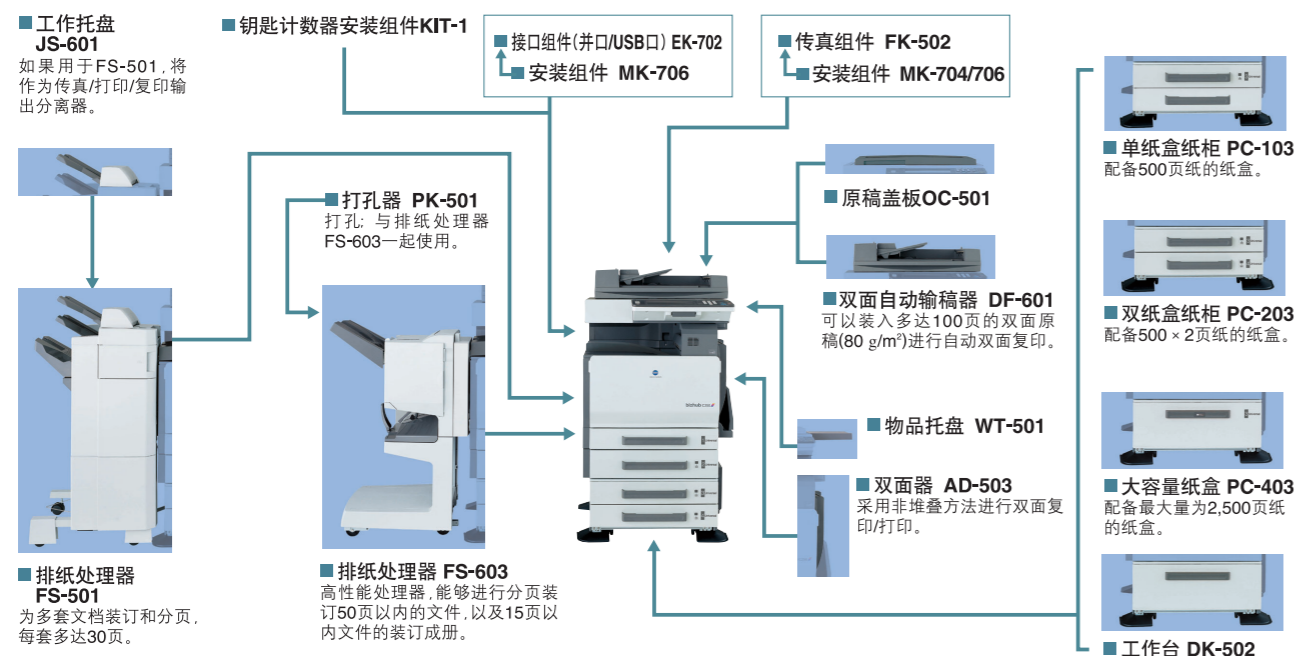 ■工作托盘
JS-601
如果用于FS-501,将
作为传真/打印/复印输
出分离器。
■钥匙计数器安装组件KIT-1
■接口组件(并口/USB口) EK-702
■安装组件 MK-706
■传真组件 FK-502
■安装组件 MK-704/706
■打孔器 PK-501
打孔; 与排纸处理器
FS-603一起使用。
■原稿盖板OC-501
■双面自动输稿器 DF-601
可以装入多达100页的双面原
稿(80 g/m²)进行自动双面复印。
■物品托盘 WT-501
■双面器 AD-503
采用非堆叠方法进行双面复
印/打印。
■单纸盒纸柜 PC-103
配备500页纸的纸盒。
■双纸盒纸柜 PC-203
配备500 × 2页纸的纸盒。
■大容量纸盒 PC-403
配备最大量为2,500页纸
的纸盒。
■工作台 DK-502
■排纸处理器
FS-501
为多套文档装订和分页,
每套多达30页。
■排纸处理器 FS-603
高性能处理器,能够进行分页装
订50页以内的文件,以及15页以
内文件的装订成册。
bizhub